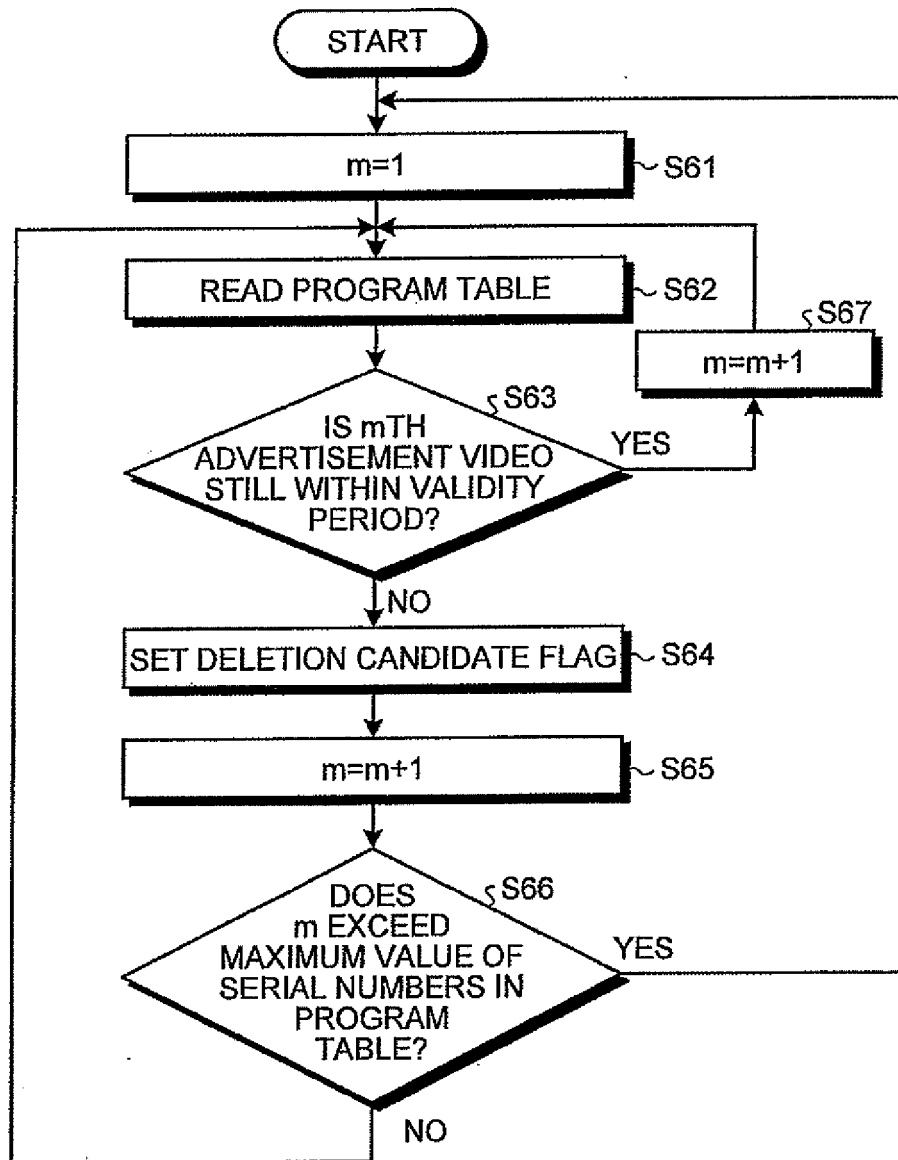 START
m=1
S61
READ PROGRAM TABLE
S62
S67
m=m+1
S63
IS mTH
ADVERTISEMENT VIDEO
STILL WITHIN VALIDITY
PERIOD?
YES
NO
SET DELETION CANDIDATE FLAG
S64
m=m+1
S65
S66
DOES
m EXCEED
MAXIMUM VALUE OF
SERIAL NUMBERS IN
PROGRAM
TABLE?
YES
NO